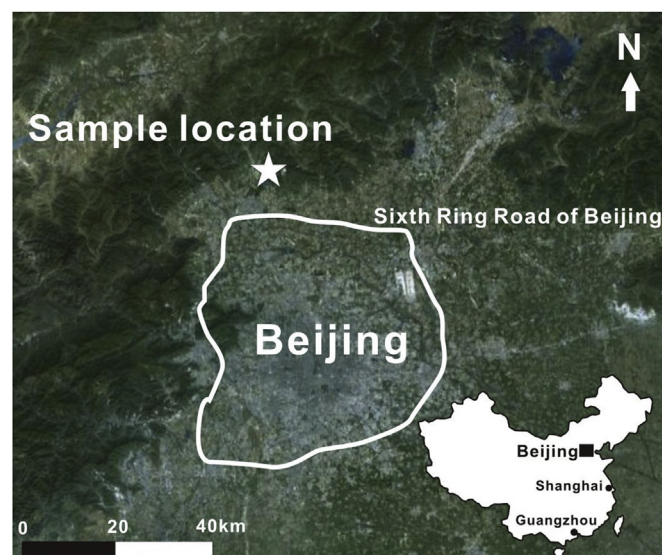 N
Sample location
Sixth Ring Road of Beijing
Beijing
Beijing
Shanghai
Guangzhou
0 20 40km